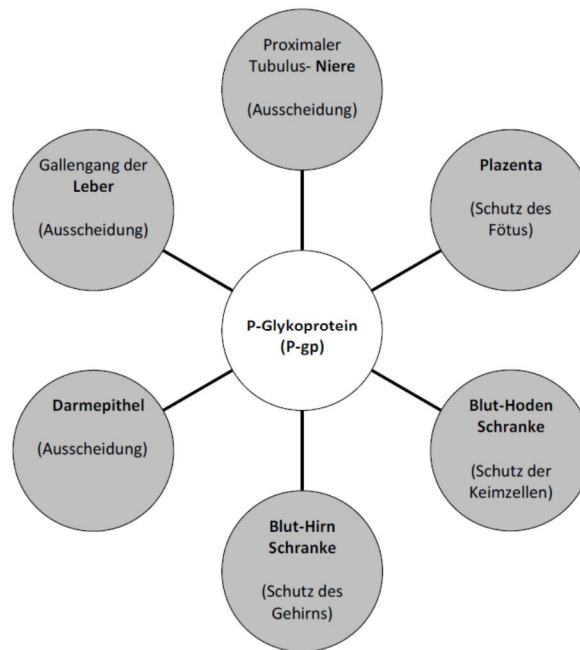 Proximaler
Tubulus- Niere
(Ausscheidung)
Gallengang der
Leber
(Ausscheidung)
Plazenta
(Schutz des
Fötus)
P-Glykoprotein
(P-gp)
Darmepithel
(Ausscheidung)
Blut-Hoden
Schranke
(Schutz der
Keimzellen)
Blut-Hirn
Schranke
(Schutz des
Gehirns)